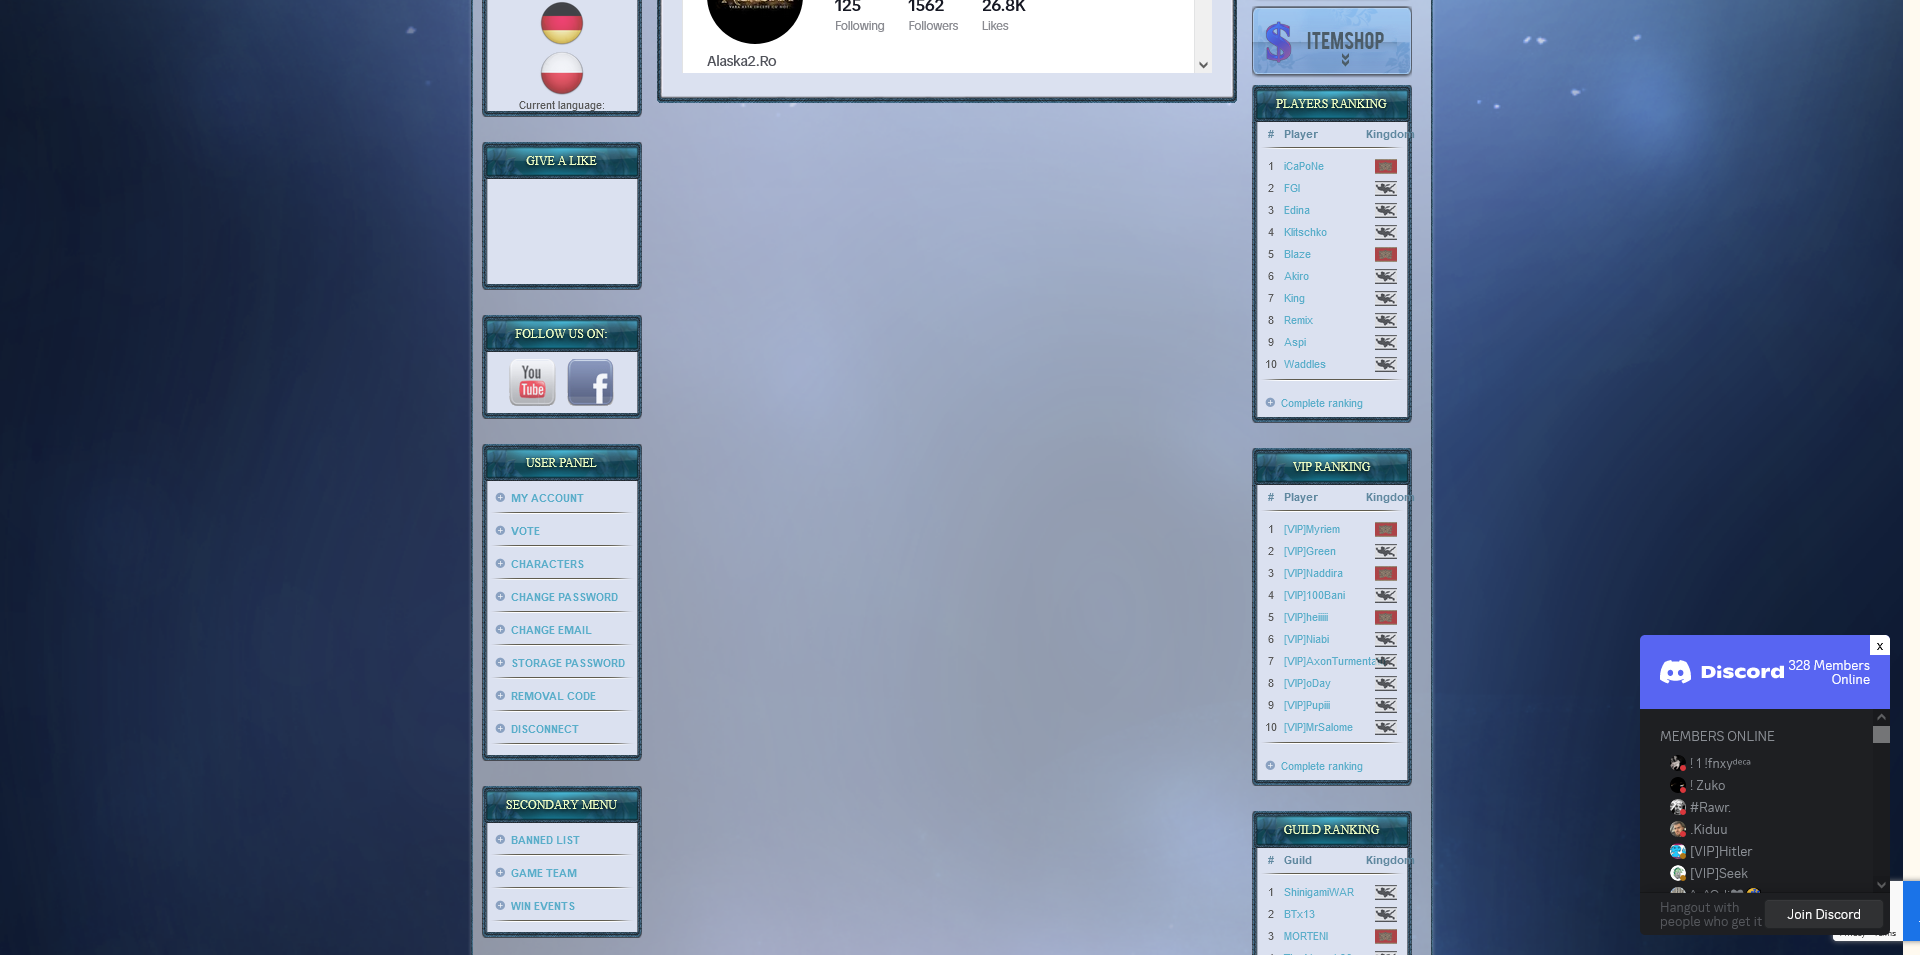 Current language:
GIVE A LIKE
FOLLOW US ON:
You
Tube
f
USER PANEL
MY ACCOUNT
VOTE
CHARACTERS
CHANGE PASSWORD
CHANGE EMAIL
STORAGE PASSWORD
REMOVAL CODE
DISCONNECT
SECONDARY MENU
BANNED LIST
GAME TEAM
WIN EVENTS
125 1562 26.8K
Following Followers Likes
Alaska2.Ro
$ ITEMSHOP
PLAYERS RANKING
# Player Kingdom
1 iCaPoNe
2 FGI
3 Edina
4 Klitschko
5 Blaze
6 Akiro
7 King
8 Remix
9 Aspi
10 Waddles
Complete ranking
VIP RANKING
# Player Kingdom
1 [VIP]Myriem
2 [VIP]Green
3 [VIP]Naddira
4 [VIP]100Bani
5 [VIP]heiiiii
6 [VIP]Niabi
7 [VIP]AxonTurmenta
8 [VIP]oDay
9 [VIP]Pupiii
10 [VIP]MrSalome
Complete ranking
GUILD RANKING
# Guild Kingdom
1 ShinigamiWAR
2 BTx13
3 MORTENI
x
Discord 328 Members
Online
MEMBERS ONLINE
! 1 !fnxyᵈᵉᶜᵃ
! Zuko
#Rawr.
.Kiduu
[VIP]Hitler
[VIP]Seek
Hangout with
people who get it
Join Discord